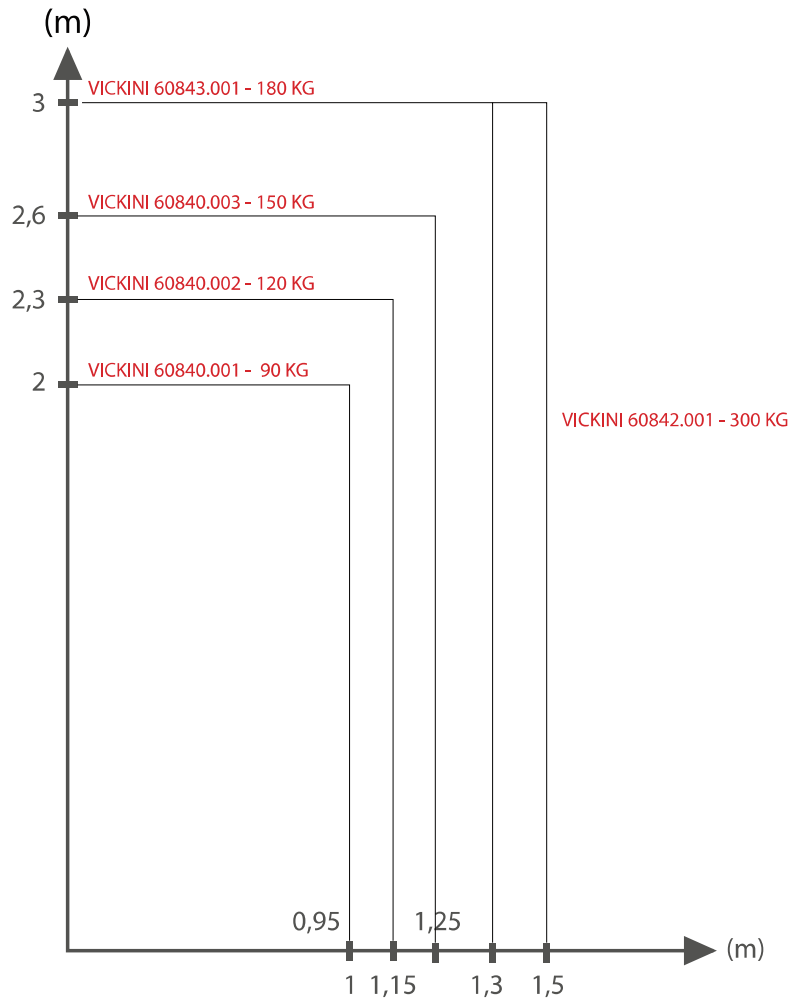 (m)
VICKINI 60843.001 - 180 KG
3
VICKINI 60840.003 - 150 KG
2,6
VICKINI 60840.002 - 120 KG
2,3
VICKINI 60840.001 -  90 KG
2
VICKINI 60842.001 - 300 KG
0,95
1,25
(m)
1
1,15
1,3
1,5